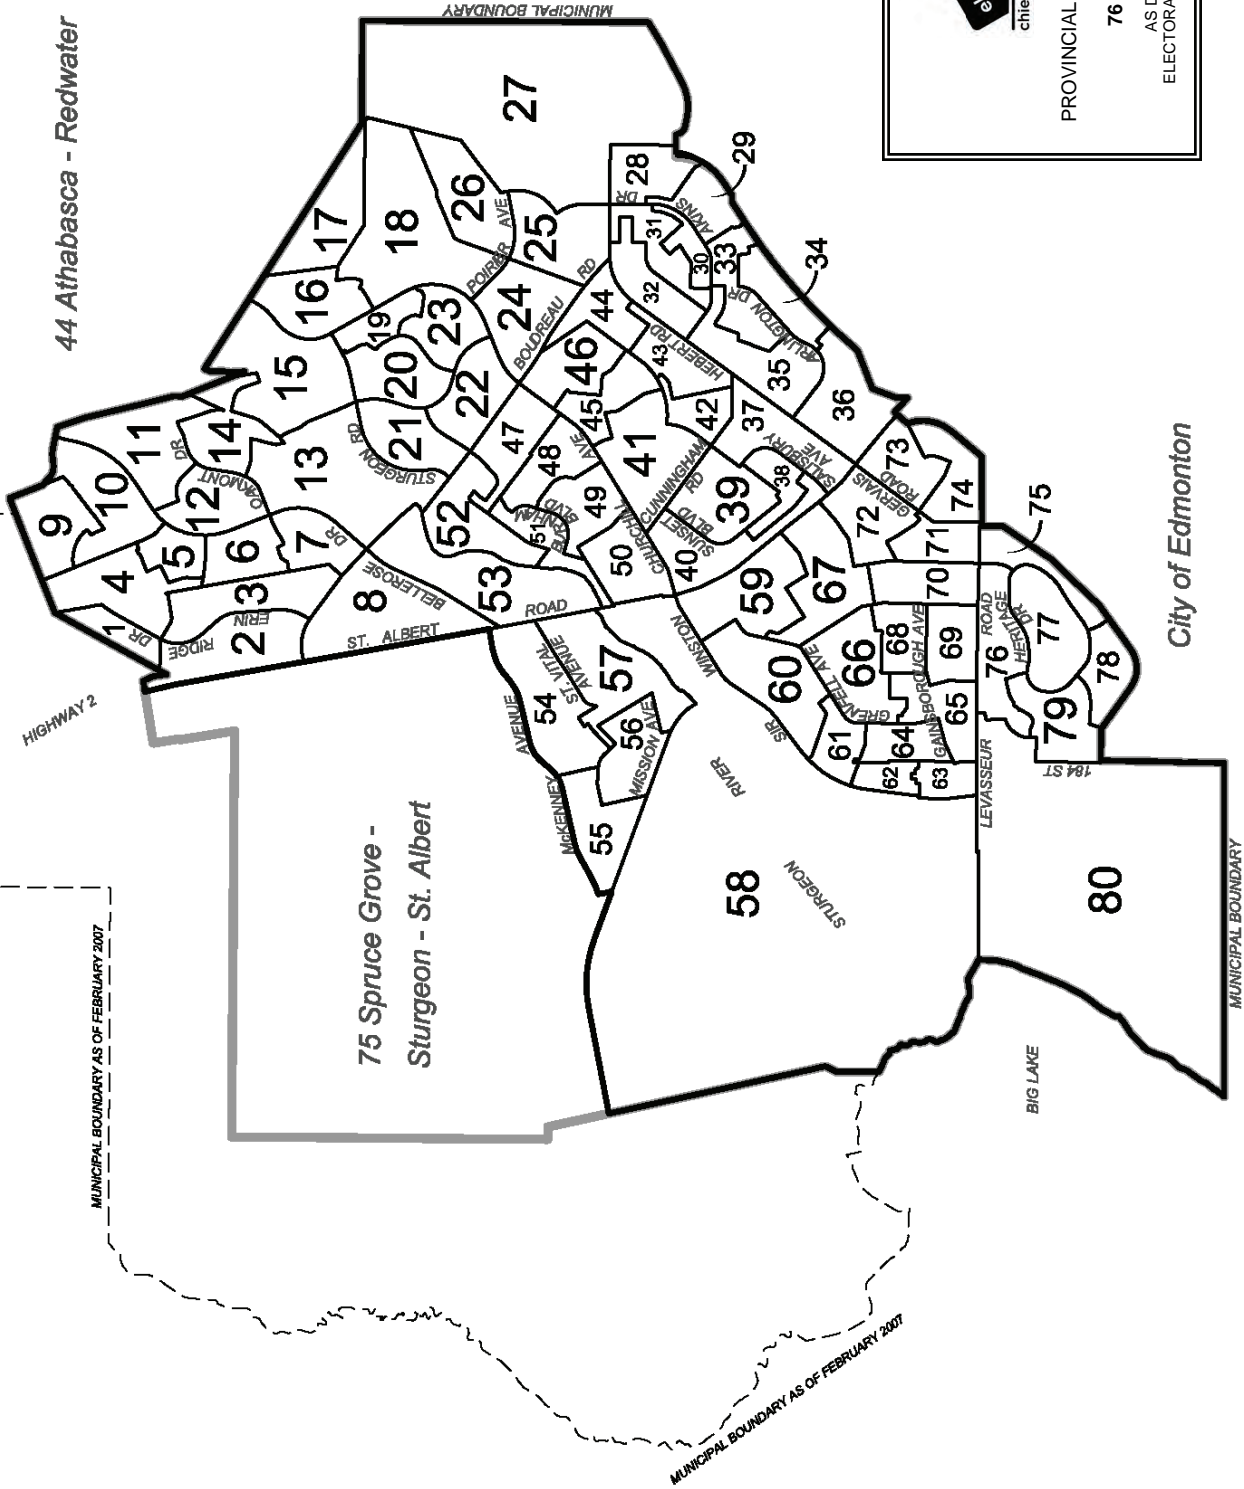 44 Athabasca - Redwater
MUNICIPAL BOUNDARY
HIGHWAY 2
75 Spruce Grove -
Sturgeon - St. Albert
City of Edmonton
BIG LAKE
MUNICIPAL BOUNDARY
MUNICIPAL BOUNDARY AS OF FEBRUARY 2007
MUNICIPAL BOUNDARY AS OF FEBRUARY 2007
1
2
3
4
5
6
7
8
9
10
11
12
13
14
15
16
17
18
19
20
21
22
23
24
25
26
27
28
29
30
31
32
33
34
35
36
37
38
39
40
41
42
43
44
45
46
47
48
49
50
51
52
53
54
55
56
57
58
59
60
61
62
63
64
65
66
67
68
69
70
71
72
73
74
75
76
77
78
79
80
ERIN
RIDGE
DR
OAKMONT
DR
BELLEROSE
DR
STURGEON
RD
ST. ALBERT
ROAD
BOUDREAU
RD
POIRIER
AVE
AKINS
DR
ARLINGTON DR
HEBERT RD
BURNHAM
BLVD
AVE
CHURCHILL
CUNNINGHAM
RD
SUNSET
BLVD
SALISBURY
AVE
GERVAIS
ROAD
SIR
WINSTON
McKENNEY
AVENUE
ST. VITAL
AVENUE
MISSION AVE
STURGEON
RIVER
GRENFELL AVE
GAINSBOROUGH AVE
LEVASSEUR
ROAD
HERITAGE
DR
184 ST
el
chie
PROVINCIAL
76
AS D
ELECTORA